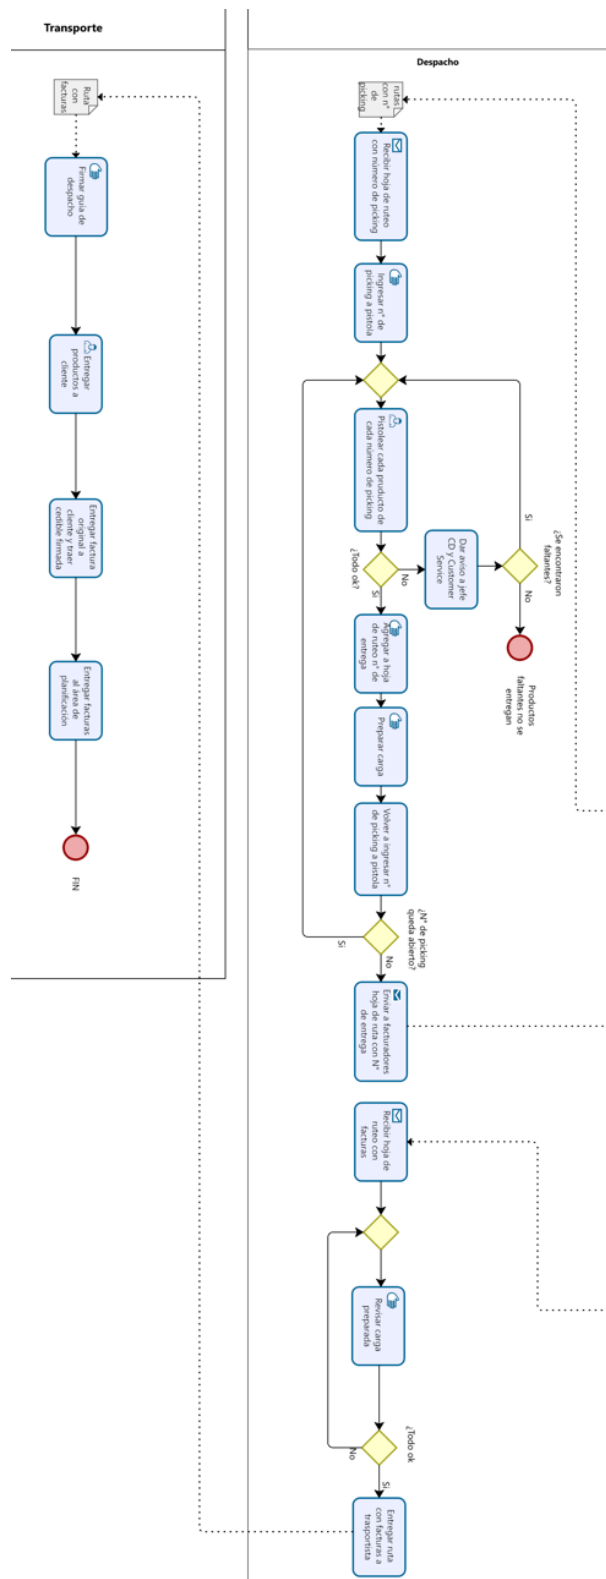 Transporte
Ruta
con
facturas
Firmar guía de
despacho
Entregar
productos a
cliente
Entregar factura
original a
cliente y traer
cedible firmada
Entregar facturas
al área de
planificación
FIN
Despacho
rutas
con n°
de
picking
Recibir hoja de ruteo
con número de picking
Ingresar n° de
picking a pistola
Pistolear cada producto de
cada número de picking
¿Todo ok?
No
Si
Dar aviso a jefe
CD y Customer
Service
¿Se encontraron
faltantes?
Si
No
Productos
faltantes no se
entregan
Agregar a hoja
de ruteo n° de
entrega
Preparar carga
Volver a ingresar n°
de picking a pistola
¿N° de picking
queda abierto?
Si
No
Enviar a facturadores
hoja de ruta con N°
de entrega
Recibir hoja de
ruteo con
facturas
Revisar carga
preparada
¿Todo ok
No
Si
Entregar ruta
con facturas a
trasportista